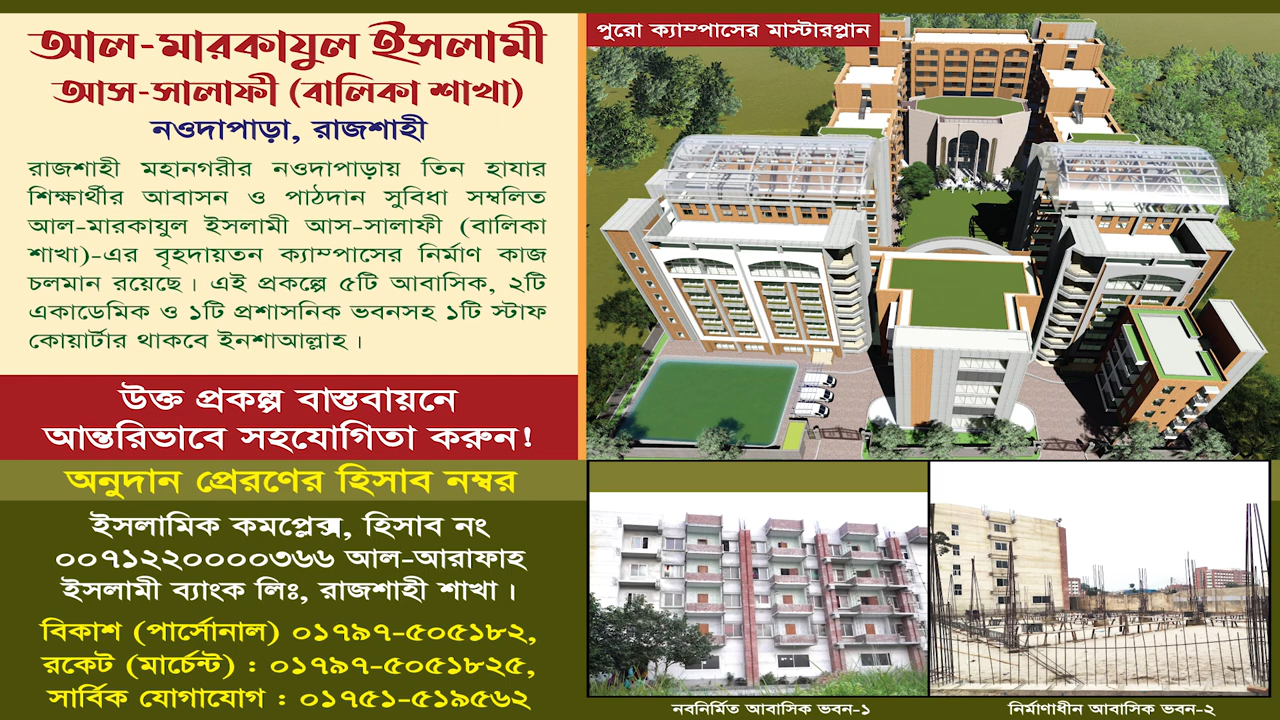 আল-মারকাযুল ইসলামী
আস-সালাফী (বালিকা শাখা)
নওদাপাড়া, রাজশাহী
রাজশাহী মহানগরীর নওদাপাড়ায় তিন হাযার
শিক্ষার্থীর আবাসন ও পাঠদান সুবিধা সম্বলিত
আল-মারকাযুল ইসলামী আস-সালাফী (বালিকা
শাখা)-এর বৃহদায়তন ক্যাম্পাসের নির্মাণ কাজ
চলমান রয়েছে। এই প্রকল্পে ৫টি আবাসিক, ২টি
একাডেমিক ও ১টি প্রশাসনিক ভবনসহ ১টি স্টাফ
কোয়ার্টার থাকবে ইনশাআল্লাহ।
উক্ত প্রকল্প বাস্তবায়নে
আন্তরিভাবে সহযোগিতা করুন!
অনুদান প্রেরণের হিসাব নম্বর
ইসলামিক কমপ্লেক্স, হিসাব নং
০০৭১২২০০০০৩৬৬ আল-আরাফাহ
ইসলামী ব্যাংক লিঃ, রাজশাহী শাখা।
বিকাশ (পার্সোনাল) ০১৭৯৭-৫০৫১৮২,
রকেট (মার্চেন্ট) : ০১৭৯৭-৫০৫১৮২৫,
সার্বিক যোগাযোগ : ০১৭৫১-৫১৯৫৬২
পুরো ক্যাম্পাসের মাস্টারপ্লান
নবনির্মিত আবাসিক ভবন-১
নির্মাণাধীন আবাসিক ভবন-২